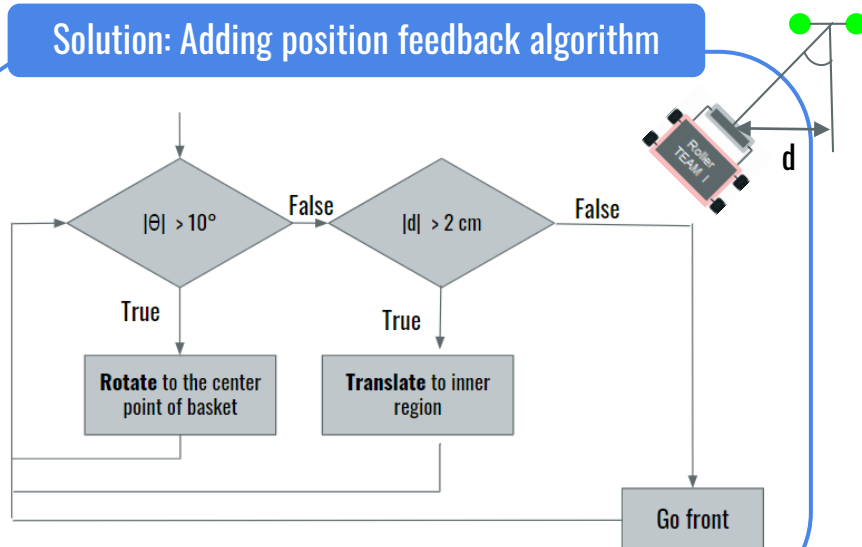 Solution: Adding position feedback algorithm
Roller
TEAM I
d
|Θ| > 10°
False
|d| > 2 cm
False
True
True
Rotate to the center
point of basket
Translate to inner
region
Go front